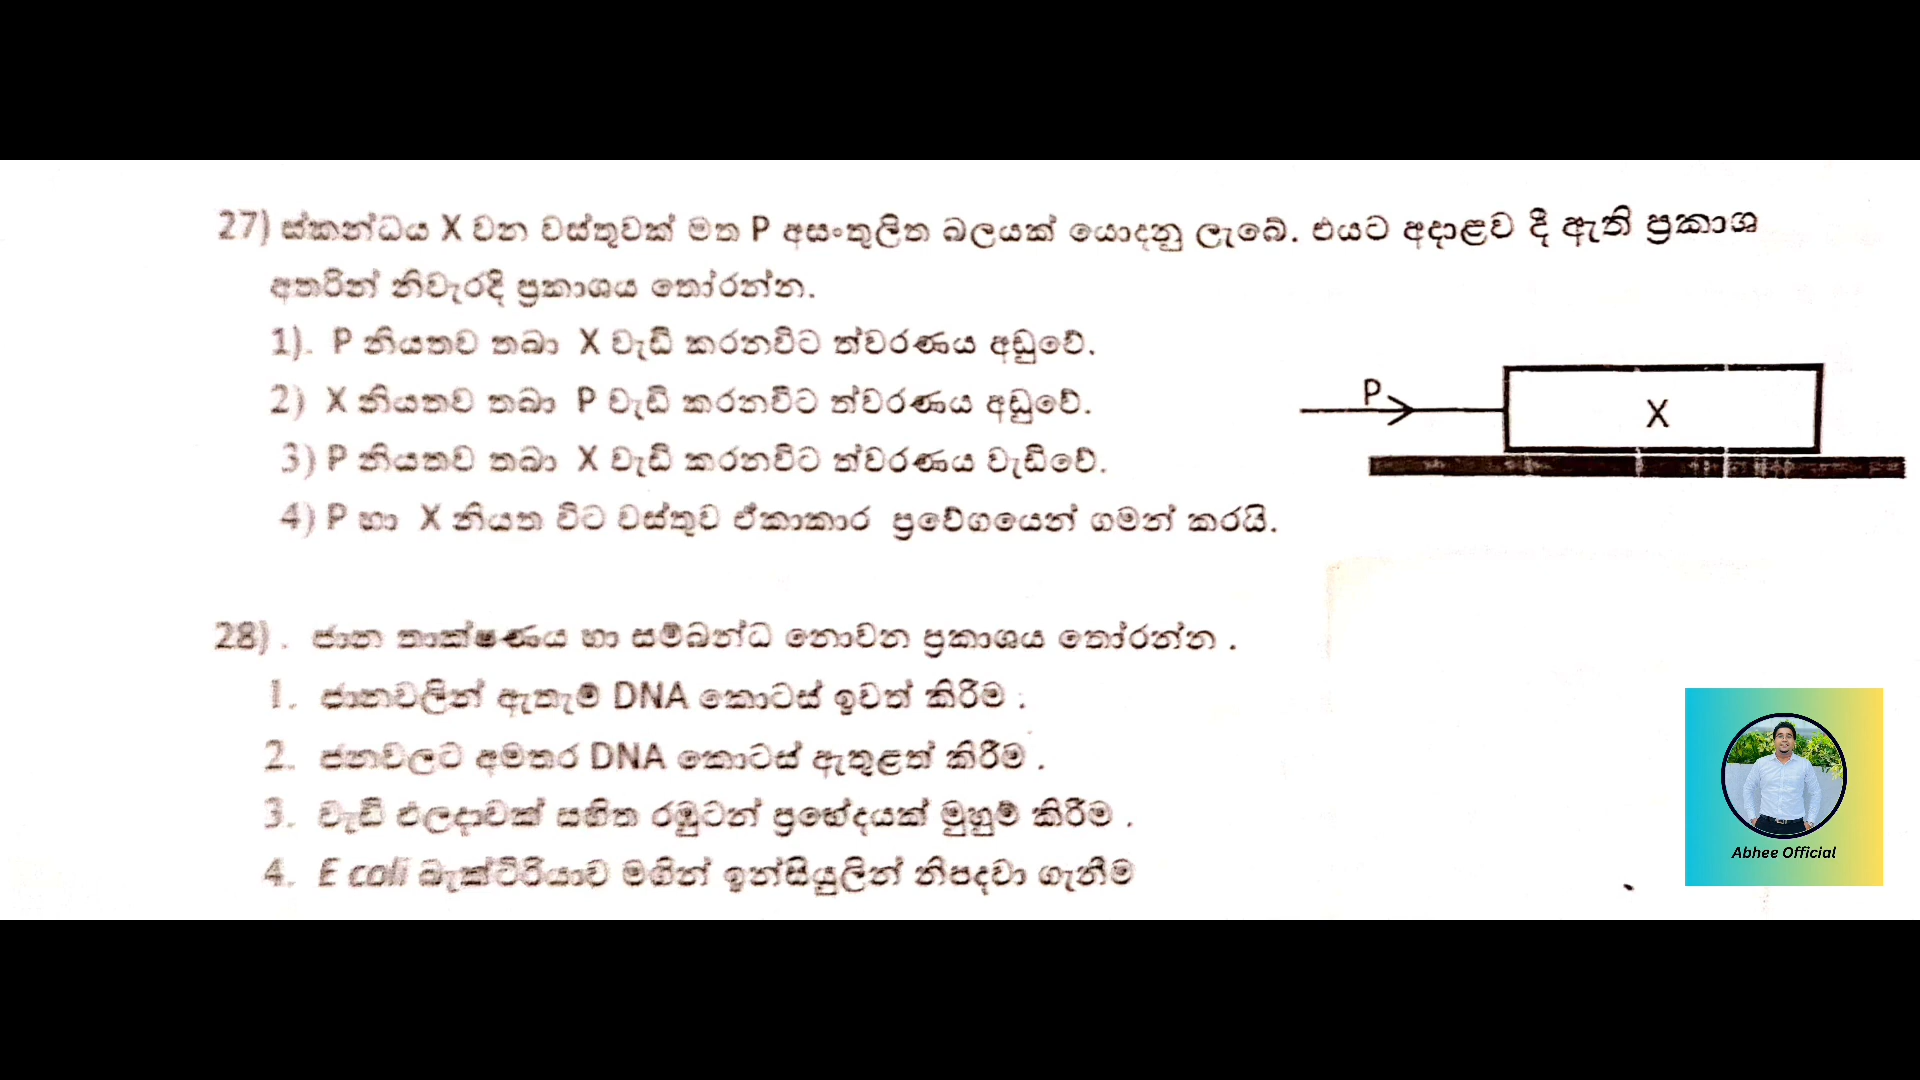 27) ස්කන්ධය X වන වස්තුවක් මත P අසංතුලිත බලයක් යොදනු ලැබේ. එයට අදාළව දී ඇති ප්‍රකාශ
අතරින් නිවැරදි ප්‍රකාශය තෝරන්න.
1). P නියතව තබා X වැඩි කරනවිට ත්වරණය අඩුවේ.
2) X නියතව තබා P වැඩි කරනවිට ත්වරණය අඩුවේ.
3) P නියතව තබා X වැඩි කරනවිට ත්වරණය වැඩිවේ.
4) P හා X නියත විට වස්තුව ඒකාකාර ප්‍රවේගයෙන් ගමන් කරයි.
P
X
28) . ජාන තාක්ෂණය හා සම්බන්ධ නොවන ප්‍රකාශය තෝරන්න .
1. ජානවලින් ඇතැම් DNA කොටස් ඉවත් කිරීම .
2. ජනවලට අමතර DNA කොටස් ඇතුළත් කිරීම .
3. වැඩි ඵලදාවක් සහිත රඹුටන් ප්‍රභේදයක් මුහුම් කිරීම .
4. E coli බැක්ටීරියාව මගින් ඉන්සියුලින් නිපදවා ගැනීම
Abhee Official